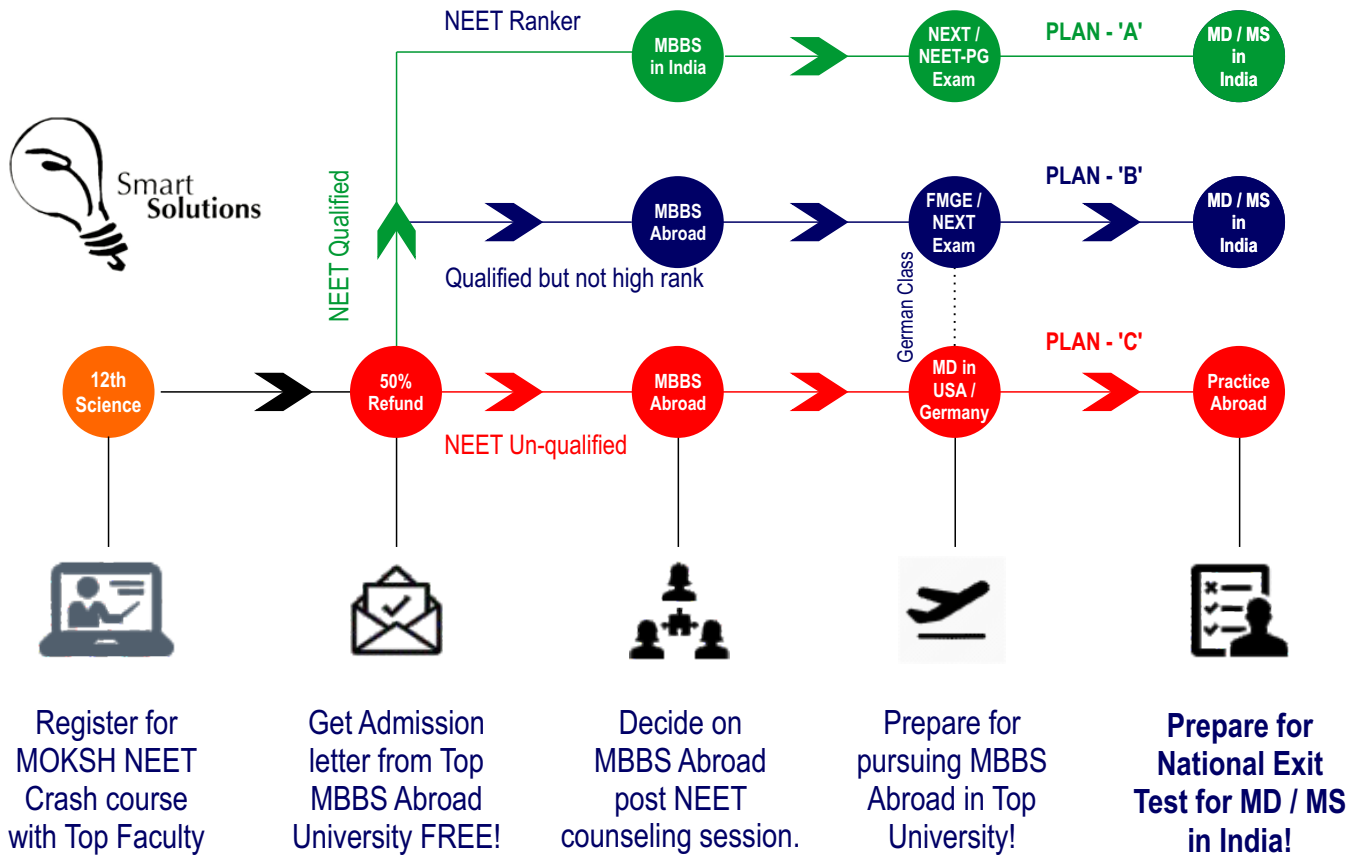 NEET Ranker
MBBS
in India
NEXT /
NEET-PG
Exam
PLAN - 'A'
MD / MS
in
India
Smart
Solutions
NEET Qualified
MBBS
Abroad
FMGE /
NEXT
Exam
PLAN - 'B'
MD / MS
in
India
Qualified but not high rank
German Class
12th
Science
50%
Refund
MBBS
Abroad
MD in
USA /
Germany
PLAN - 'C'
Practice
Abroad
NEET Un-qualified
Register for
MOKSH NEET
Crash course
with Top Faculty
Get Admission
letter from Top
MBBS Abroad
University FREE!
Decide on
MBBS Abroad
post NEET
counseling session.
Prepare for
pursuing MBBS
Abroad in Top
University!
Prepare for
National Exit
Test for MD / MS
in India!